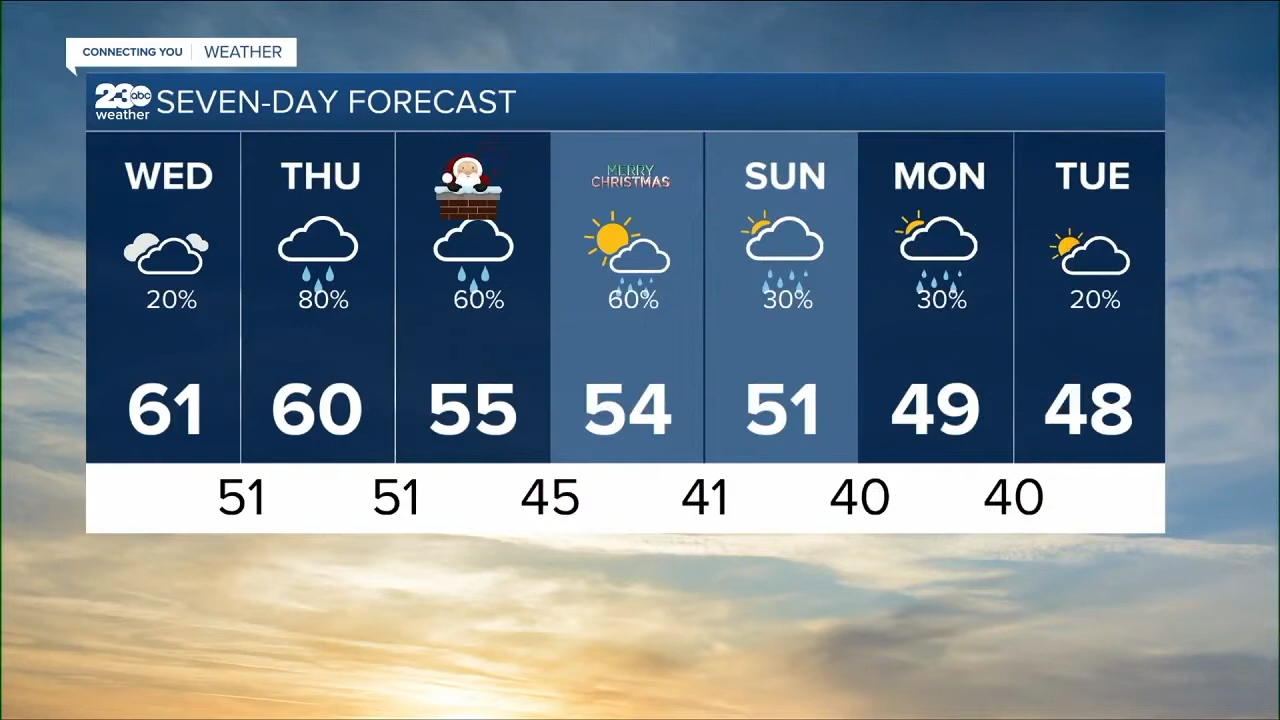 CONNECTING YOU WEATHER
23 abc
weather
SEVEN-DAY FORECAST
WED THU MERRY CHRISTMAS SUN MON TUE
20% 80% 60% 60% 30% 30% 20%
61 60 55 54 51 49 48
51 51 45 41 40 40